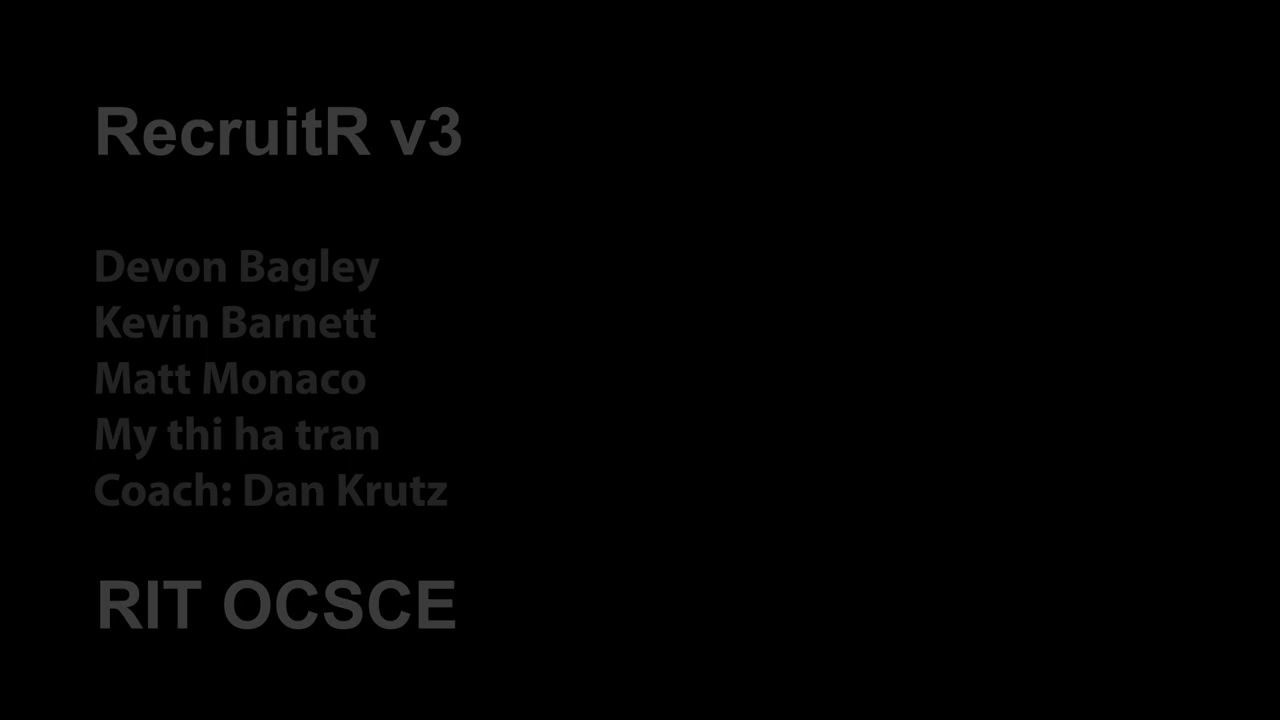 RecruitR v3
Devon Bagley
Kevin Barnett
Matt Monaco
My thi ha tran
Coach: Dan Krutz
RIT OCSCE